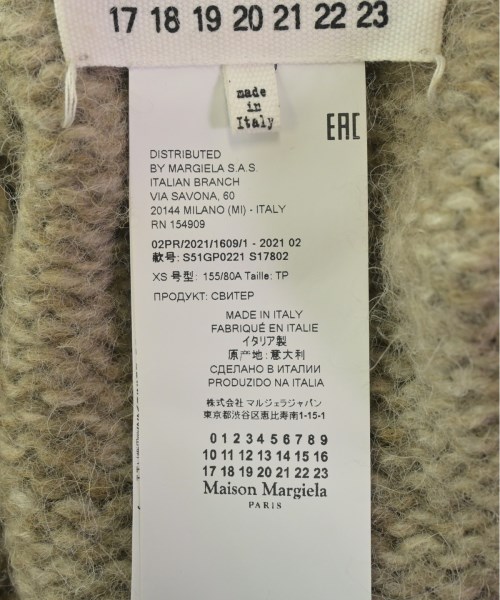 17 18 19 20 21 22 23
made
in
Italy
EAC
DISTRIBUTED
BY MARGIELA S.A.S.
ITALIAN BRANCH
VIA SAVONA, 60
20144 MILANO (MI) - ITALY
RN 154909
02PR/2021/1609/1 - 2021 02
款号: S51GP0221 S17802
XS 号型: 155/80A Taille: TP
ПРОДУКТ: СВИТЕР
MADE IN ITALY
FABRIQUÉ EN ITALIE
イタリア製
原产地:意大利
СДЕЛАНО В ИТАЛИИ
PRODUZIDO NA ITALIA
株式会社 マルジェラジャパン
東京都渋谷区恵比寿南1-15-1
0 1 2 3 4 5 6 7 8 9
10 11 12 13 14 15 16
17 18 19 20 21 22 23
Maison Margiela
PARIS